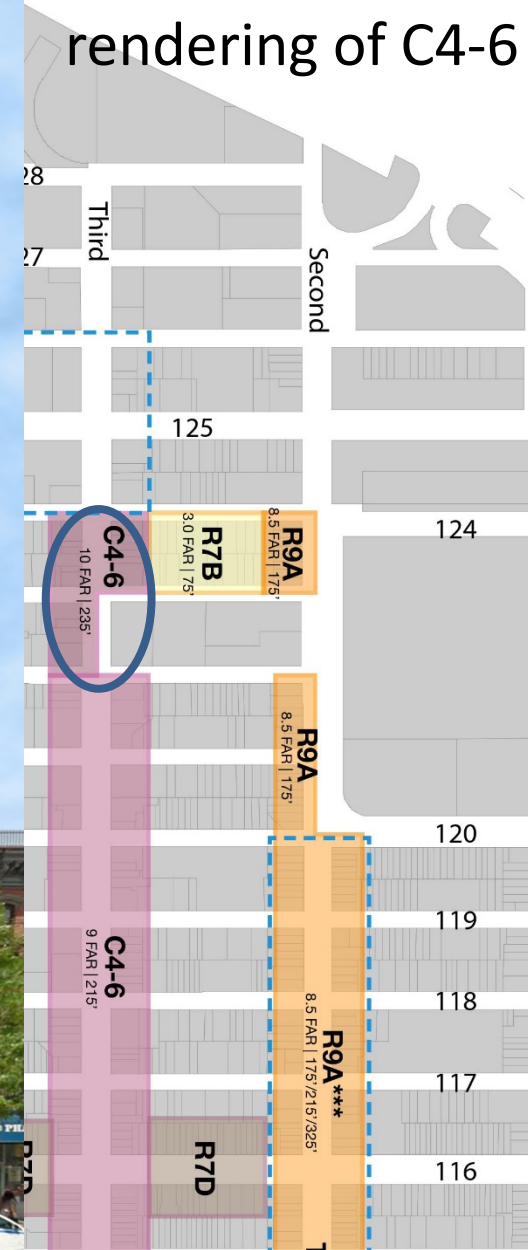 rendering of C4-6
28
Third
27
Second
125
C4-6
10 FAR | 235'
R7B
3.0 FAR | 75'
R9A
8.5 FAR | 175'
124
R9A
8.5 FAR | 175'
120
119
C4-6
9 FAR | 215'
118
R9A***
8.5 FAR | 175'/215'/325'
117
R7D
R7D
116
PH
T